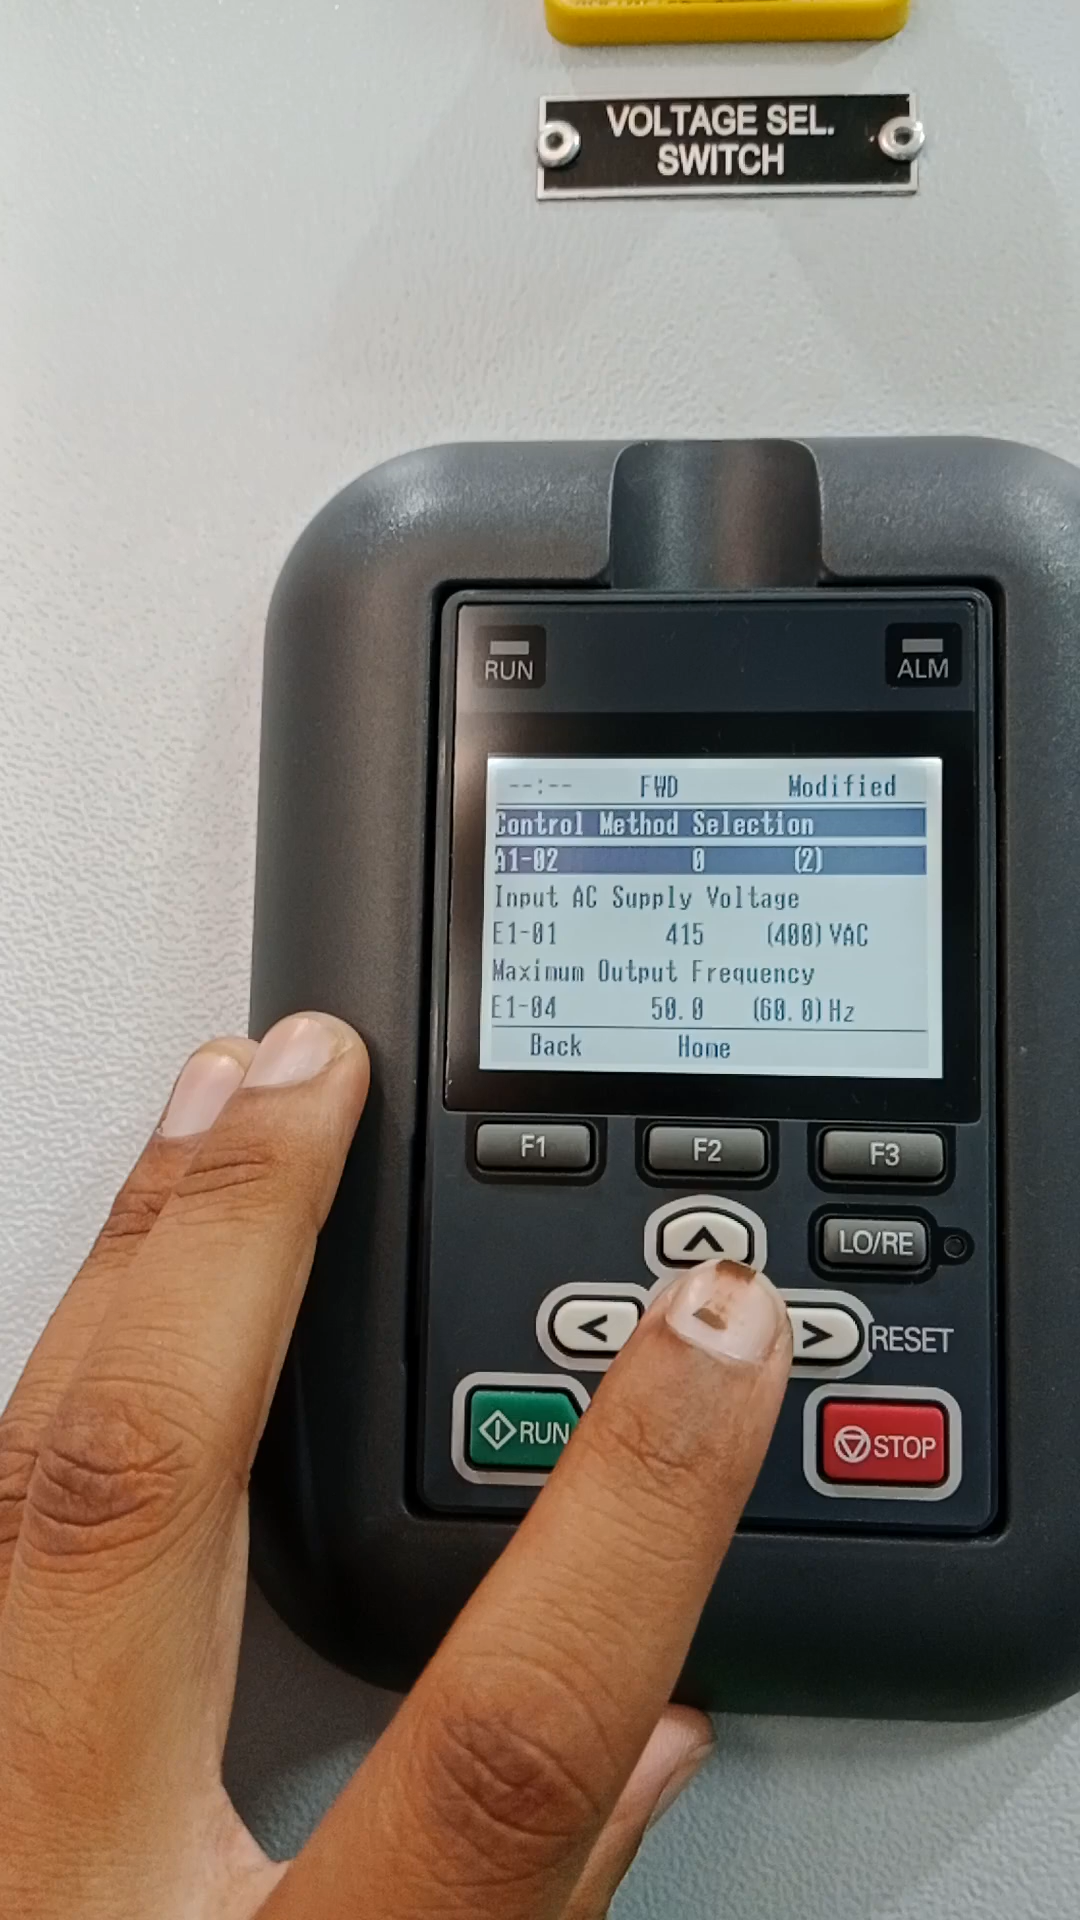 VOLTAGE SEL.
SWITCH
RUN
ALM
--:-- FWD Modified
Control Method Selection
A1-02 0 (2)
Input AC Supply Voltage
E1-01 415 (400) VAC
Maximum Output Frequency
E1-04 50.0 (60.0) Hz
Back Home
F1 F2 F3
LO/RE
RESET
RUN
STOP